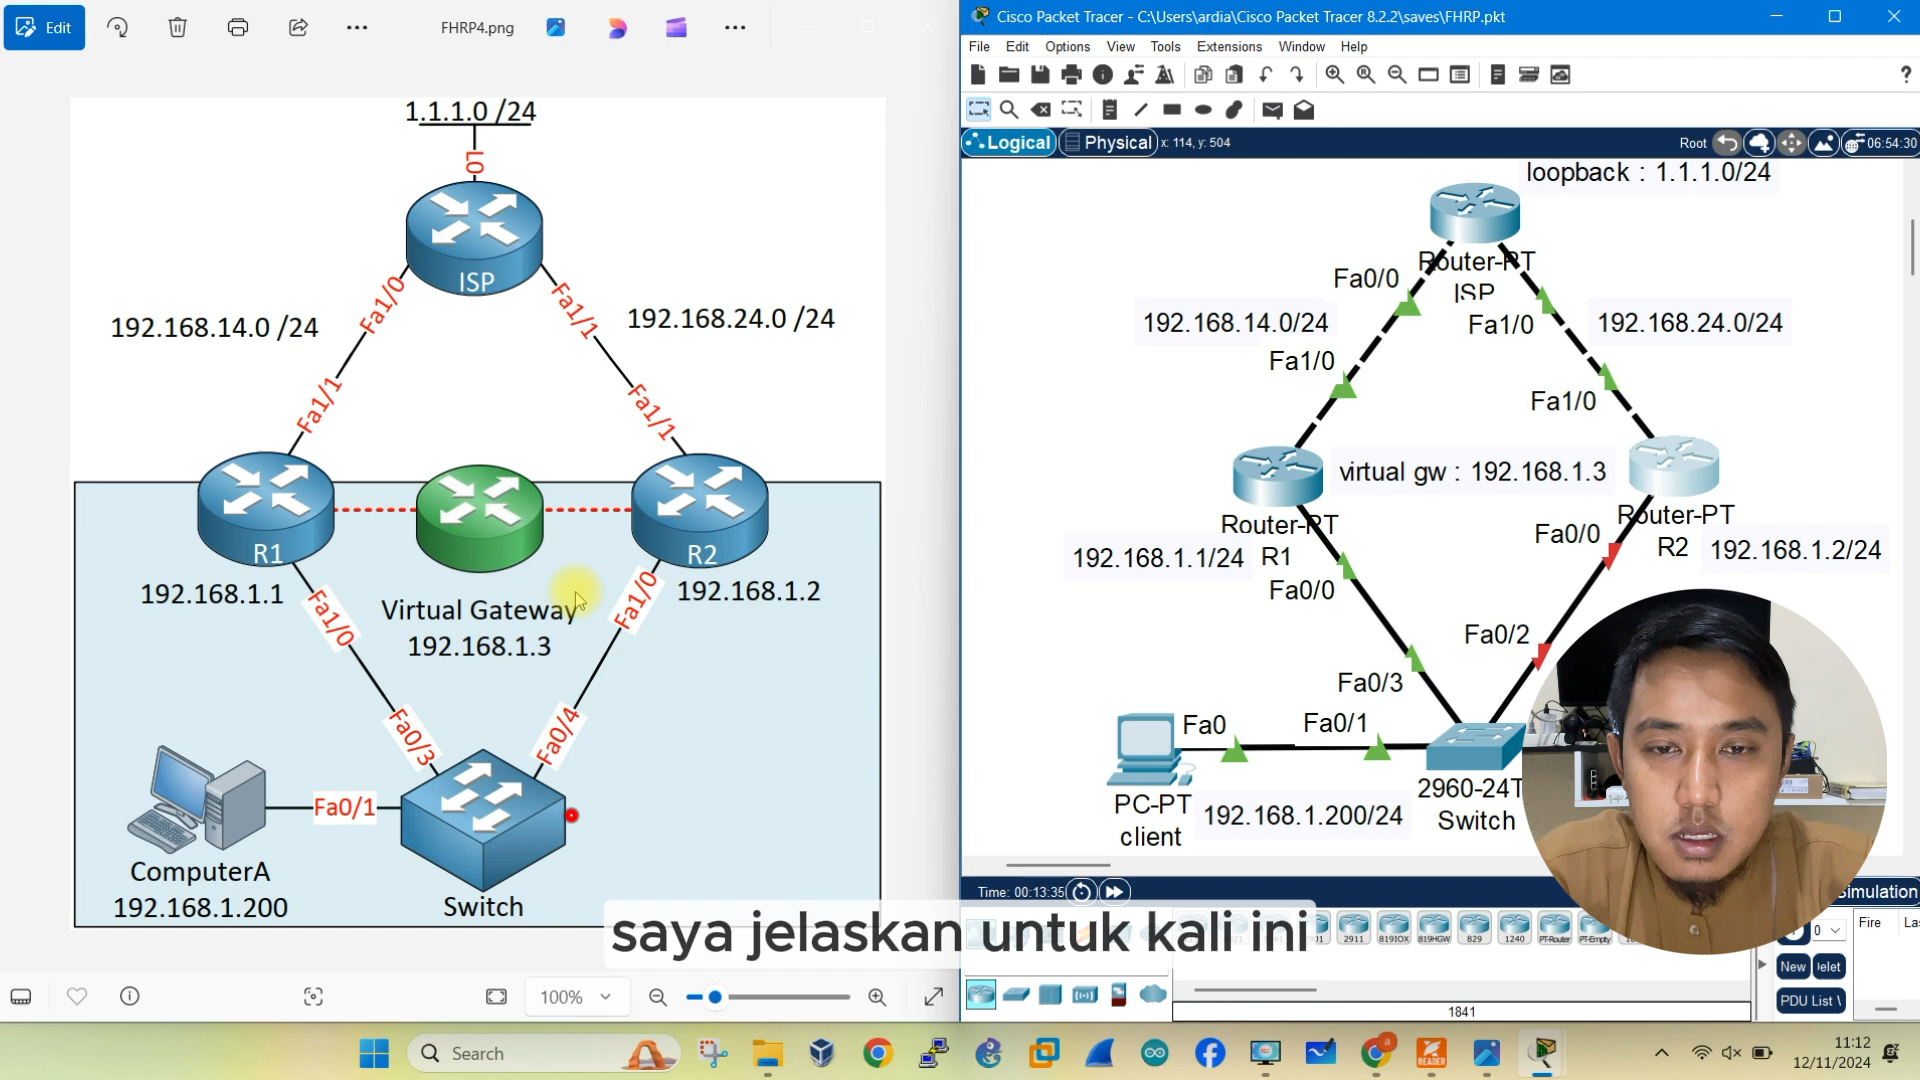 Edit
FHRP4.png
1.1.1.0 /24
L0
ISP
Fa1/0
Fa1/1
192.168.14.0 /24
192.168.24.0 /24
Fa1/1
Fa1/1
R1
R2
192.168.1.1
192.168.1.2
Virtual Gateway
192.168.1.3
Fa1/0
Fa1/0
Fa0/3
Fa0/4
Fa0/1
ComputerA
192.168.1.200
Switch
100%
Cisco Packet Tracer - C:\Users\ardia\Cisco Packet Tracer 8.2.2\saves\FHRP.pkt
File Edit Options View Tools Extensions Window Help
Logical Physical x: 114, y: 504
Root 06:54:30
loopback : 1.1.1.0/24
Router-PT
ISP
Fa0/0
Fa1/0
192.168.14.0/24
192.168.24.0/24
Fa1/0
Fa1/0
virtual gw : 192.168.1.3
Router-PT
R1
192.168.1.1/24
Fa0/0
Router-PT
R2
192.168.1.2/24
Fa0/0
Fa0/2
Fa0/3
Fa0
Fa0/1
PC-PT
client
192.168.1.200/24
2960-24T
Switch
Time: 00:13:35
Simulation
saya jelaskan untuk kali ini
2911 819IOX 819HGW 829 1240 PT-Router PT-Empty
0
Fire
New
PDU List
1841
Search
READER
11:12
12/11/2024